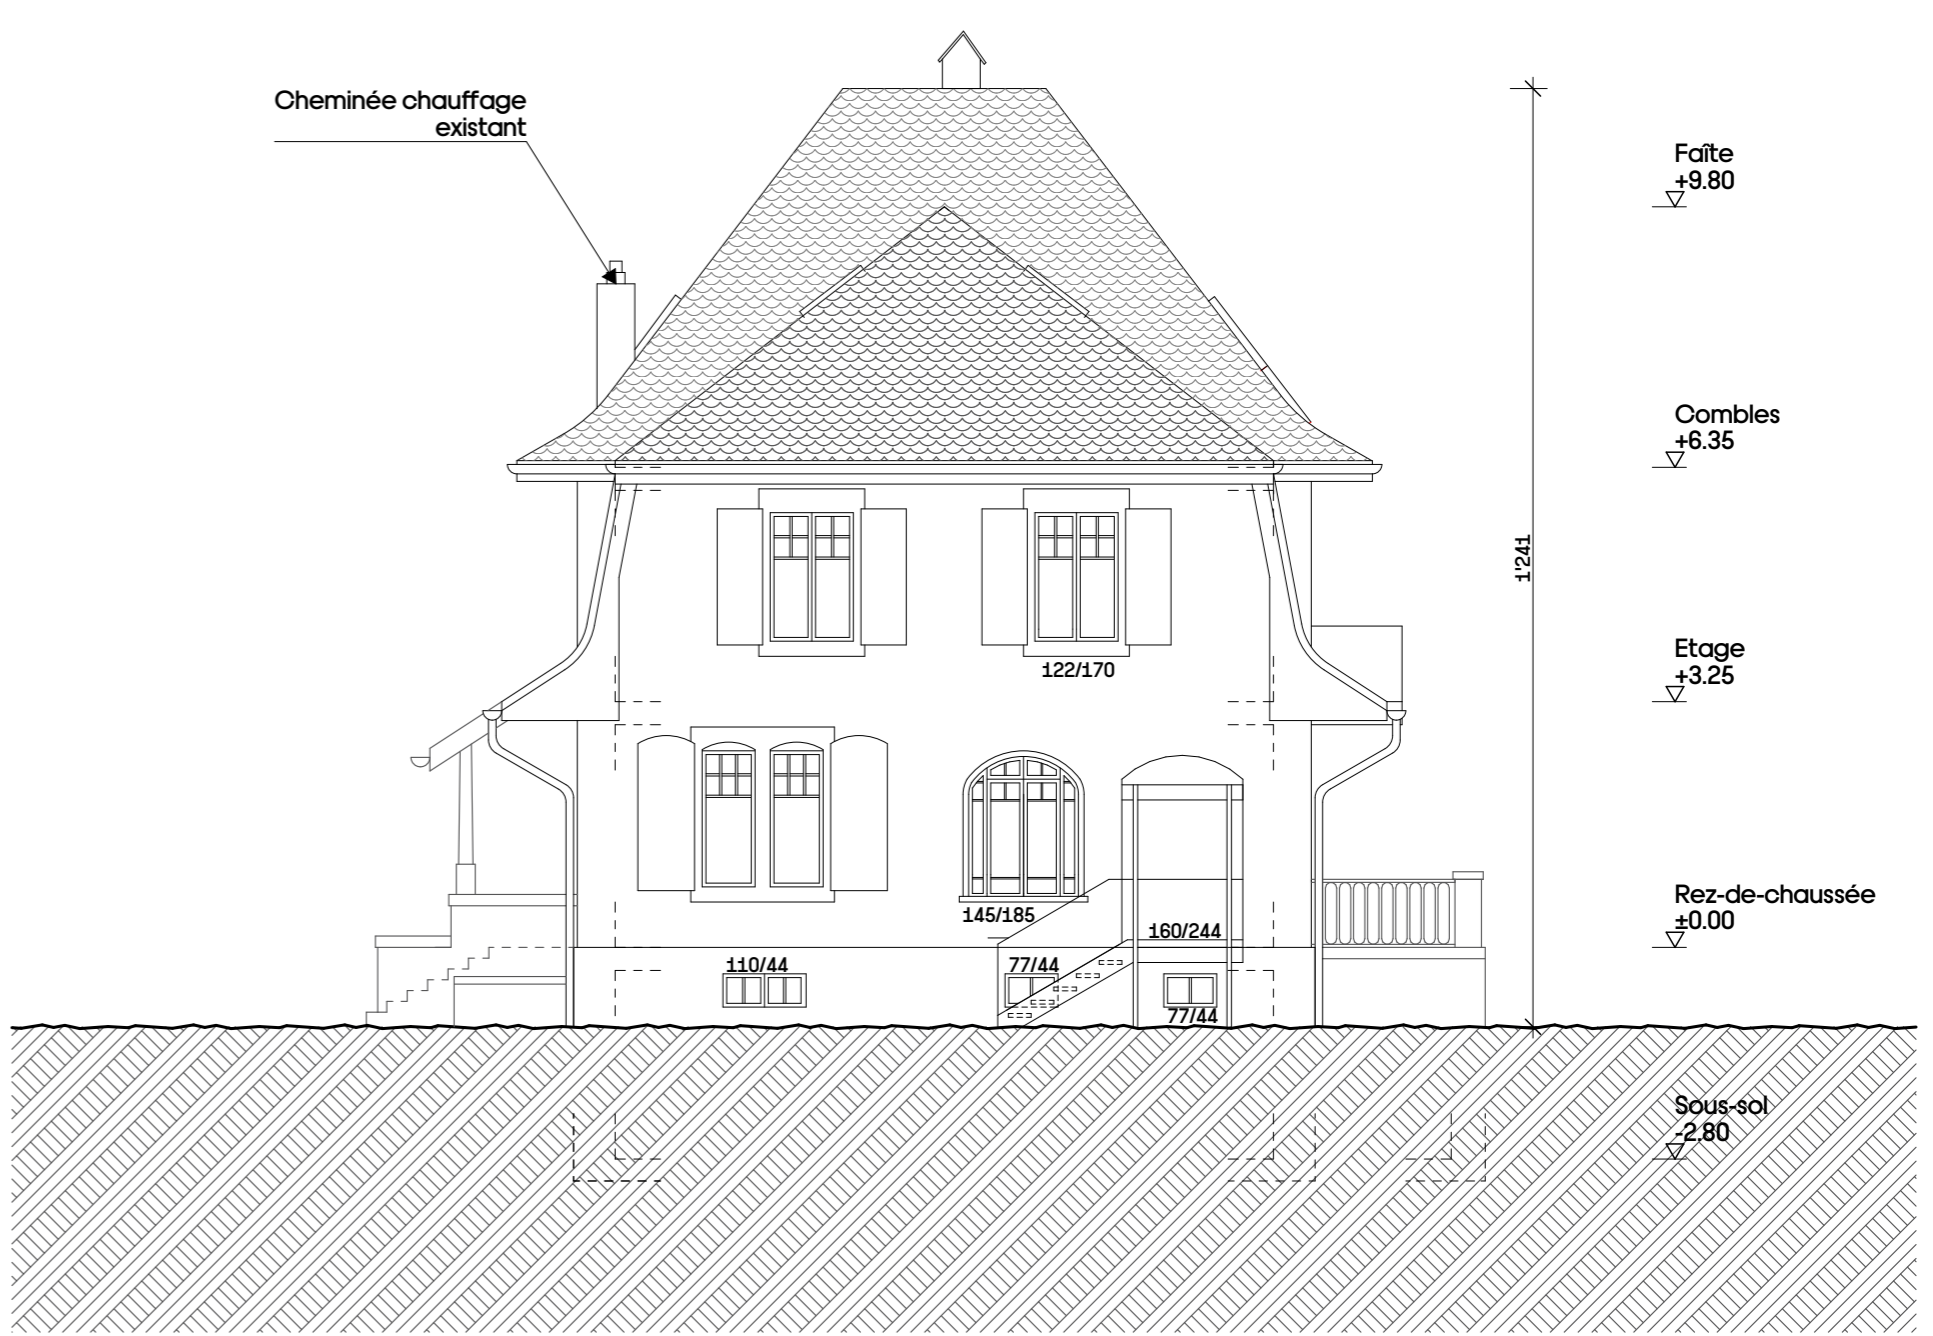 Cheminée chauffage
existant
Faîte
+9.80
Combles
+6.35
1'241
Etage
+3.25
122/170
Rez-de-chaussée
±0.00
145/185
160/244
110/44
77/44
77/44
Sous-sol
-2.80